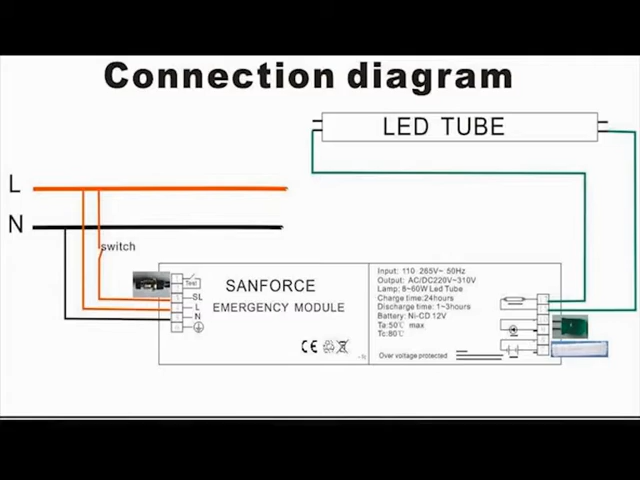 Connection diagram
LED TUBE
L
N
switch
Test
SL
L
N
SANFORCE
EMERGENCY MODULE
CE
Input: 110 265V~ 50Hz
Output: AC/DC220V~310V
Lamp: 8~60W Led Tube
Charge time:24hours
Discharge time: 1~3hours
Battery: Ni-CD 12V
Ta:50℃ max
Tc:80℃
Over voltage protected